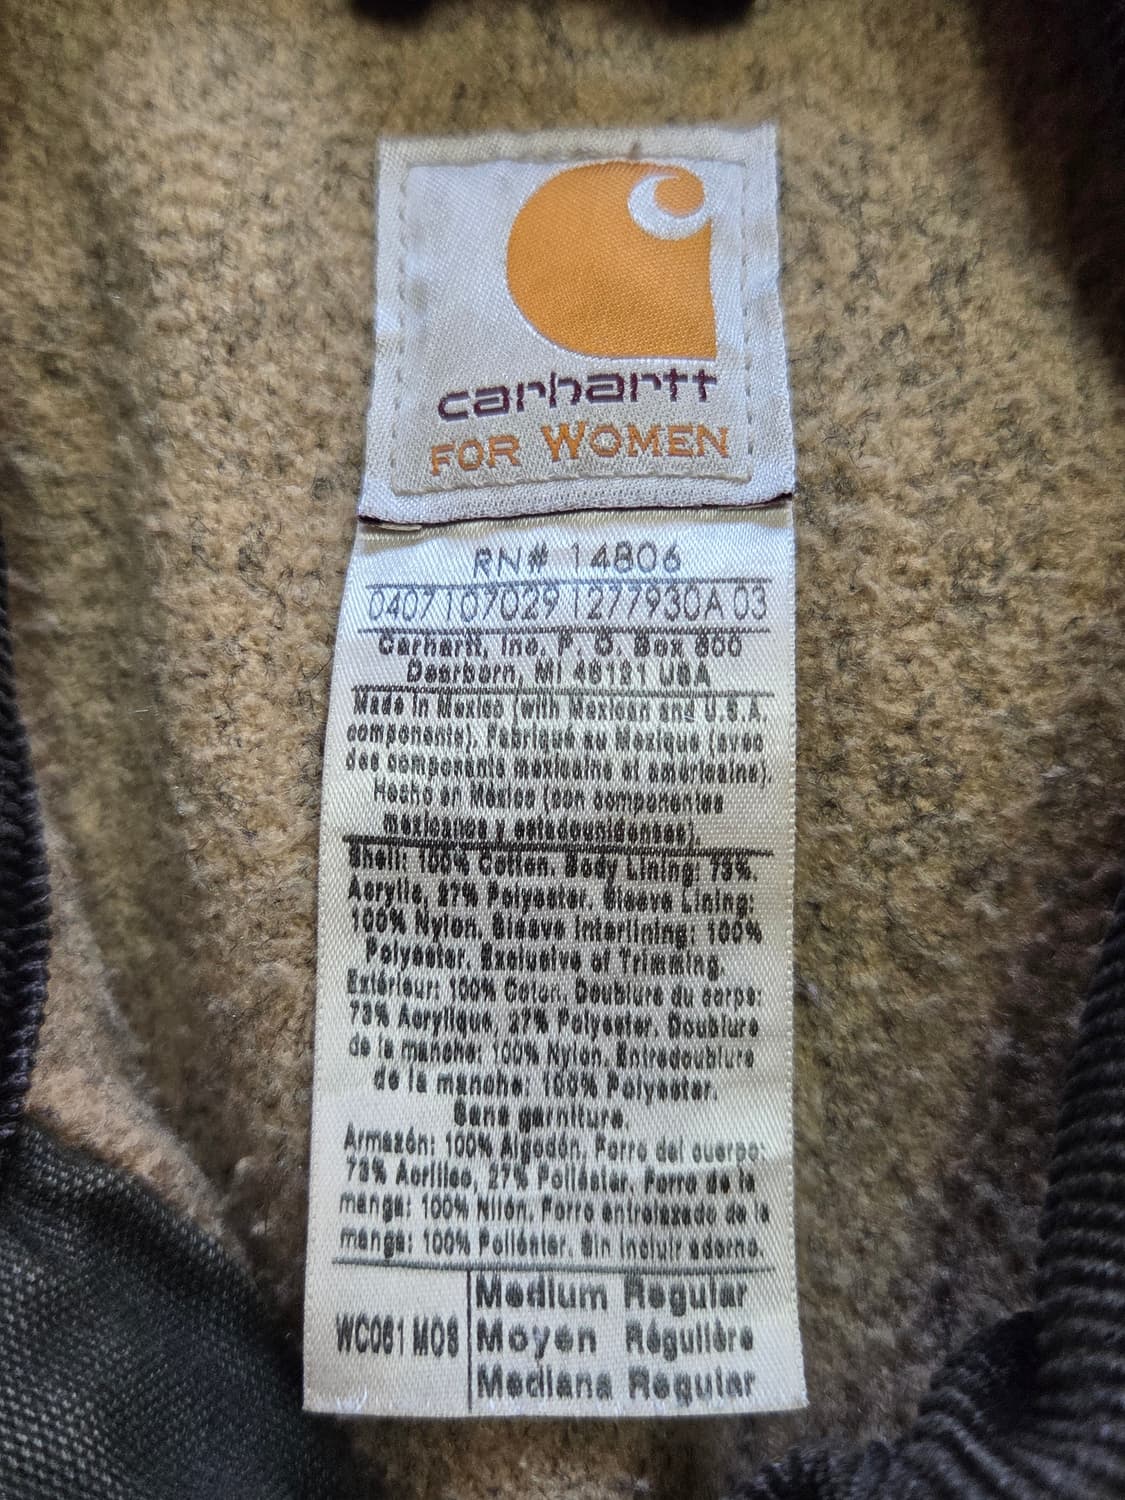 carhartt
FOR WOMEN
RN# 14806
0407107029 1277930A 03
Carhartt, Inc. P. O. Box 600
Dearborn, MI 48121 USA
Made in Mexico (with Mexican and U.S.A.
components). Fabriqué au Mexique (avec
des composants mexicains et américains).
Hecho en México (con componentes
mexicanos y estadounidenses).
Shell: 100% Cotton. Body Lining: 73%
Acrylic, 27% Polyester. Sleeve Lining:
100% Nylon. Sleeve Interlining: 100%
Polyester. Exclusive of Trimming.
Extérieur: 100% Coton. Doublure du corps:
73% Acrylique, 27% Polyester. Doublure
de la manche: 100% Nylon. Entredoublure
de la manche: 100% Polyester.
Sans garniture.
Armazón: 100% Algodón. Forro del cuerpo:
73% Acrílico, 27% Poliéster. Forro de la
manga: 100% Nilón. Forro entrelazado de la
manga: 100% Poliéster. Sin incluir adorno.
WC061 MOS
Medium Regular
Moyen Régulière
Mediana Regular